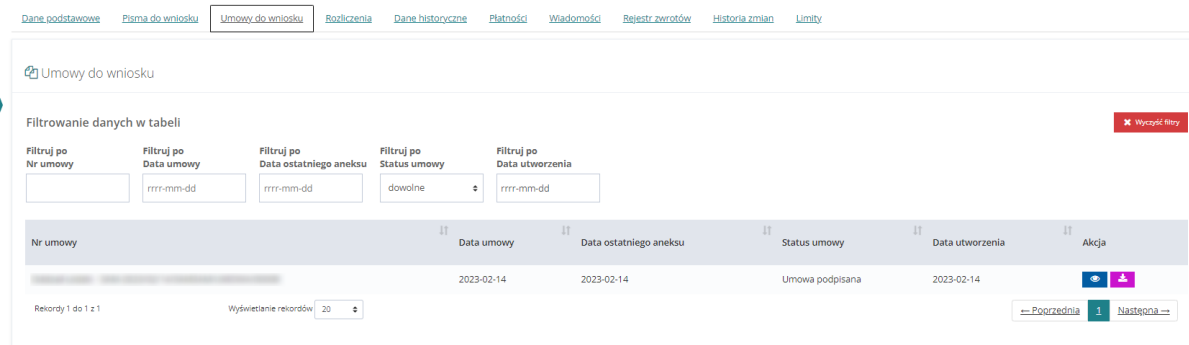 Dane podstawowe Pisma do wniosku Umowy do wniosku Rozliczenia Dane historyczne Płatności Wiadomości Rejestr zwrotów Historia zmian Limity
Umowy do wniosku
Filtrowanie danych w tabeli
Wyczyść filtry
Filtruj po Filtruj po Filtruj po Filtruj po Filtruj po
Nr umowy Data umowy Data ostatniego aneksu Status umowy Data utworzenia
rrrr-mm-dd rrrr-mm-dd dowolne rrrr-mm-dd
Nr umowy Data umowy Data ostatniego aneksu Status umowy Data utworzenia Akcja
2023-02-14 2023-02-14 Umowa podpisana 2023-02-14
Rekordy 1 do 1 z 1 Wyświetlanie rekordów 20 ← Poprzednia 1 Następna →